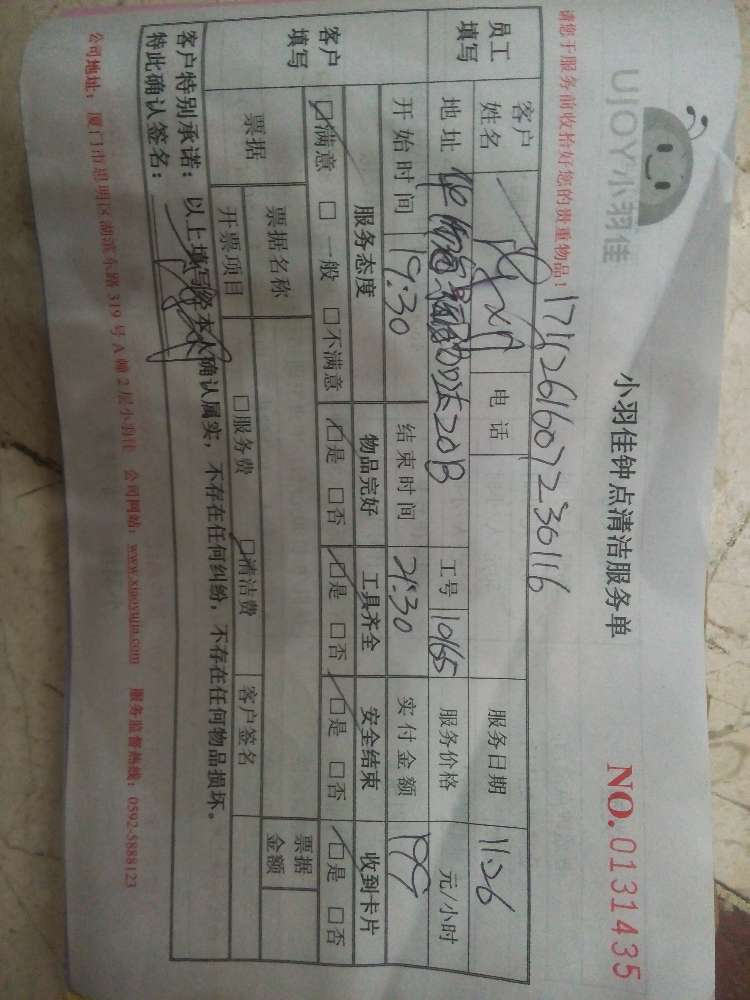 UJOY小羽佳
小羽佳钟点清洁服务单
NO. 0131435
请您于服务前收拾好您的贵重物品!
1711261607230116
员工填写
客户姓名
电话
服务日期 11.26
地址
工号 10165
服务价格 元/小时
开始时间 19:30
结束时间 21:30
实付金额 199
客户填写
服务态度
物品完好
工具齐全
安全结束
收到卡片
☑满意 □一般 □不满意
☑是 □否
☑是 □否
☑是 □否
☑是 □否
票据
票据名称
票据金额
开票项目
□服务费 ☑清洁费
客户签名
客户特别承诺：以上填写经本人确认属实，不存在任何纠纷，不存在任何物品损坏。
特此确认签名：
公司地址：厦门市思明区湖滨东路319号A幢2层小羽佳 公司网站：www.xiaoyujia.com 服务监督热线：0592-5888123